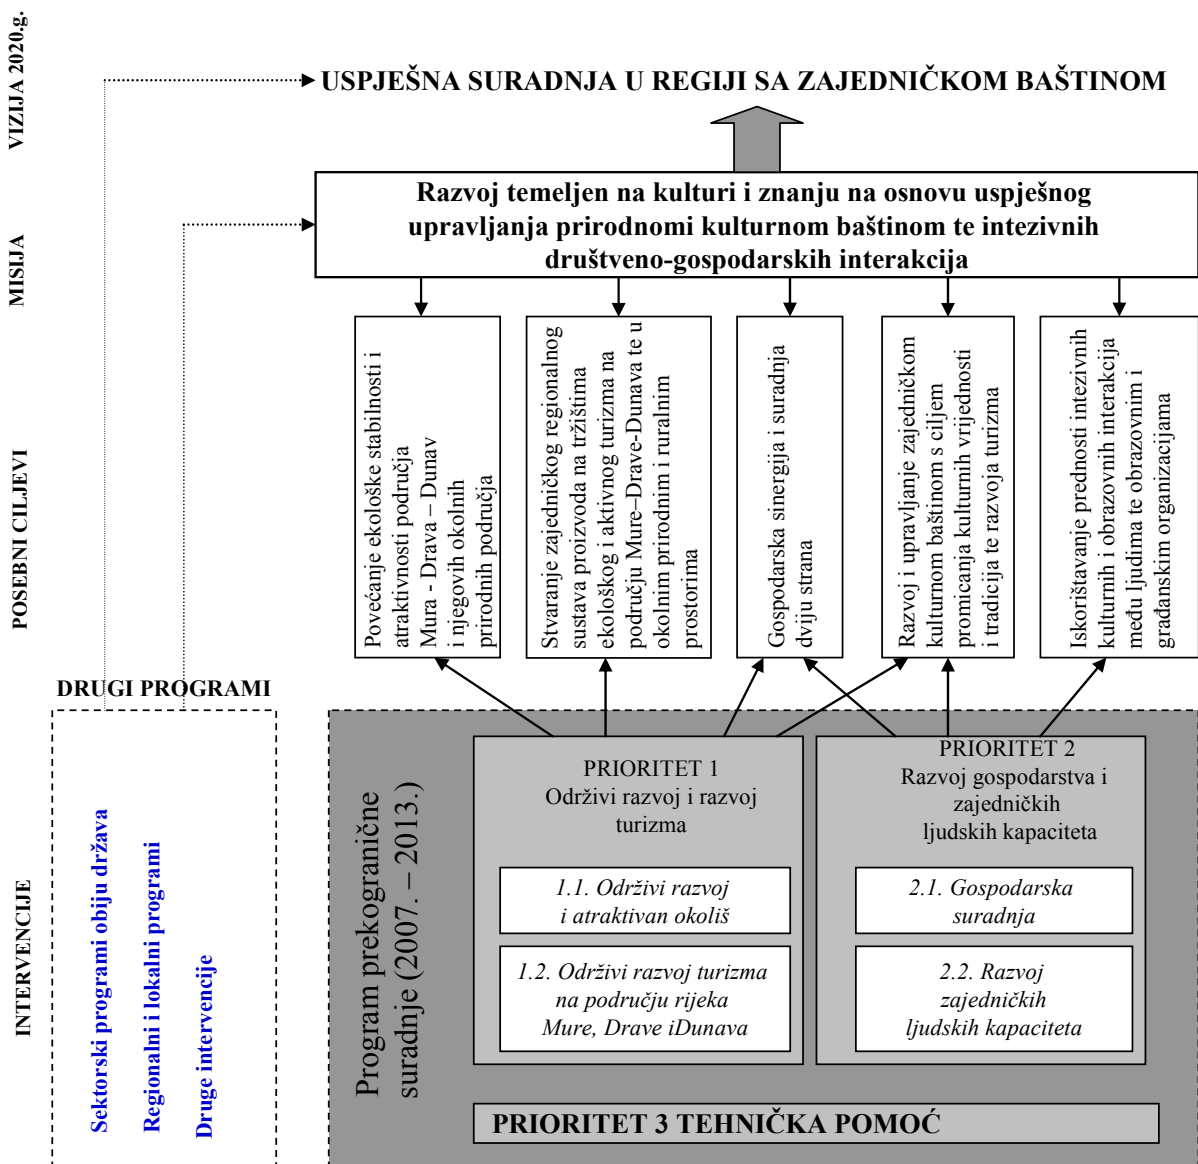 VIZIJA 2020.g.
USPJEŠNA SURADNJA U REGIJI SA ZAJEDNIČKOM BAŠTINOM
MISIJA
Razvoj temeljen na kulturi i znanju na osnovu uspješnog
upravljanja prirodnomi kulturnom baštinom te intezivnih
društveno-gospodarskih interakcija
POSEBNI CILJEVI
Povećanje ekološke stabilnosti i
atraktivnosti područja
Mura - Drava – Dunav
i njegovih okolnih
prirodnih područja
Stvaranje zajedničkog regionalnog
sustava proizvoda na tržištima
ekološkog i aktivnog turizma na
području Mure–Drave-Dunava te u
okolnim prirodnim i ruralnim
prostorima
Gospodarska sinergija i suradnja
dviju strana
Razvoj i upravljanje zajedničkom
kulturnom baštinom s ciljem
promicanja kulturnih vrijednosti
i tradicija te razvoja turizma
Iskorištavanje prednosti intezivnih
kulturnih i obrazovnih interakcija
među ljudima te obrazovnim i
građanskim organizacijama
INTERVENCIJE
DRUGI PROGRAMI
Sektorski programi obiju država
Regionalni i lokalni programi
Druge intervencije
Program prekogranične
suradnje (2007. – 2013.)
PRIORITET 1
Održivi razvoj i razvoj
turizma
1.1. Održivi razvoj
i atraktivan okoliš
1.2. Održivi razvoj turizma
na području rijeka
Mure, Drave iDunava
PRIORITET 2
Razvoj gospodarstva i
zajedničkih
ljudskih kapaciteta
2.1. Gospodarska
suradnja
2.2. Razvoj
zajedničkih
ljudskih kapaciteta
PRIORITET 3 TEHNIČKA POMOĆ